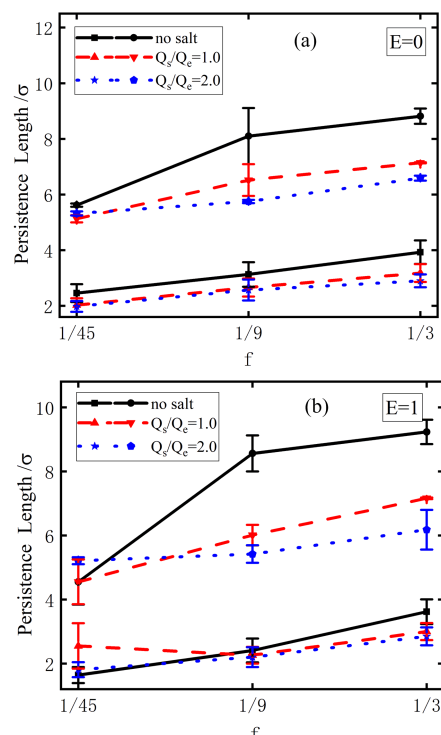 12
10
8
6
4
2
Persistence Length /σ
no salt
Q_s/Q_e=1.0
Q_s/Q_e=2.0
(a)
E=0
1/45
1/9
1/3
f
10
8
6
4
2
Persistence Length /σ
no salt
Q_s/Q_e=1.0
Q_s/Q_e=2.0
(b)
E=1
1/45
1/9
1/3
f